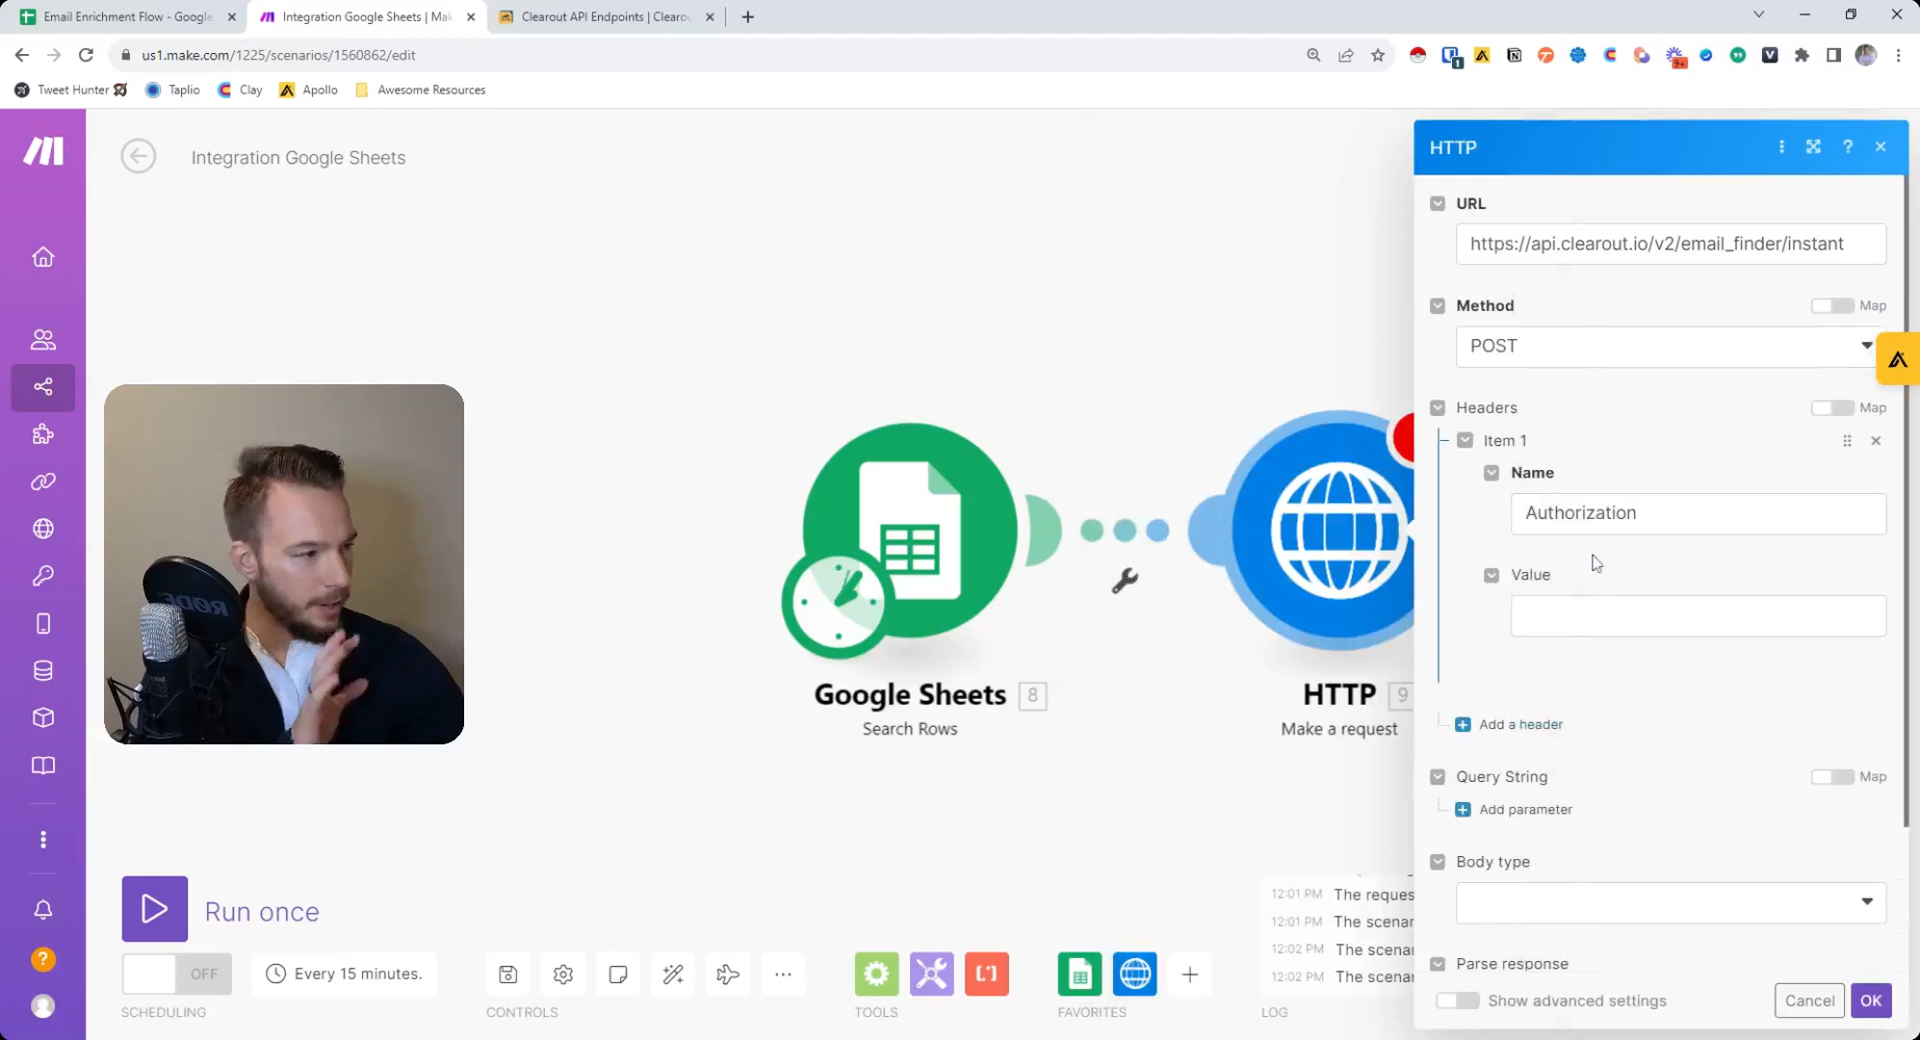 Email Enrichment Flow - Google
Integration Google Sheets | Mak
Clearout API Endpoints | Clearou
us1.make.com/1225/scenarios/1560862/edit
Tweet Hunter
Taplio
Clay
Apollo
Awesome Resources
Integration Google Sheets
HTTP
URL
https://api.clearout.io/v2/email_finder/instant
Method
Map
POST
Headers
Map
Item 1
Name
Authorization
Value
Add a header
Query String
Map
Add parameter
Body type
Parse response
Show advanced settings
Cancel
OK
RØDE
Google Sheets 8
Search Rows
HTTP 9
Make a request
Run once
OFF
Every 15 minutes.
SCHEDULING
CONTROLS
TOOLS
FAVORITES
LOG
12:01 PM The reques
12:01 PM The scenar
12:02 PM The scenar
12:02 PM The scenar